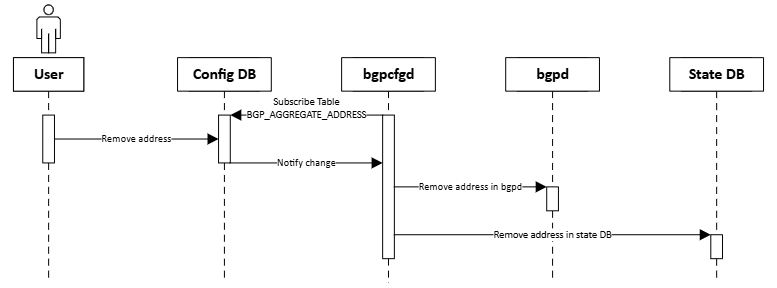 User
Config DB
bgpcfgd
bgpd
State DB
Subscribe Table
BGP_AGGREGATE_ADDRESS
Remove address
Notify change
Remove address in bgpd
Remove address in state DB